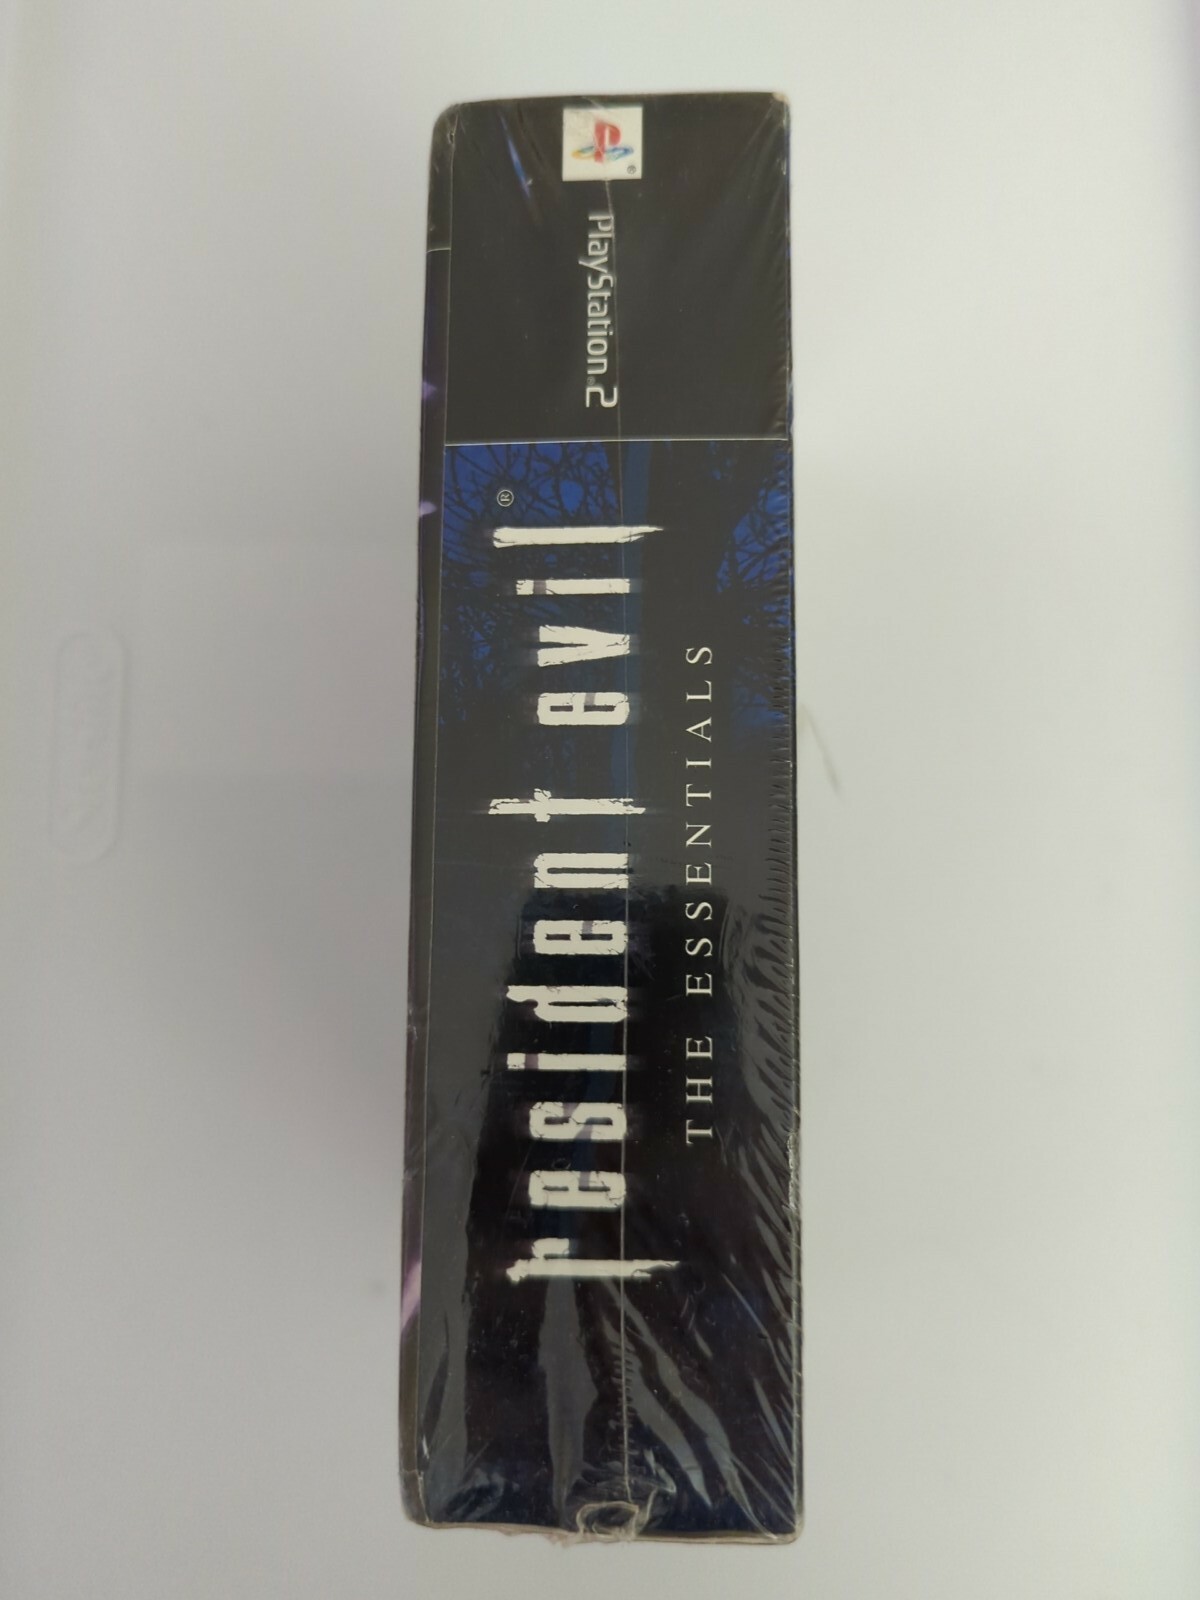 PlayStation®2
resident evil®
THE ESSENTIALS